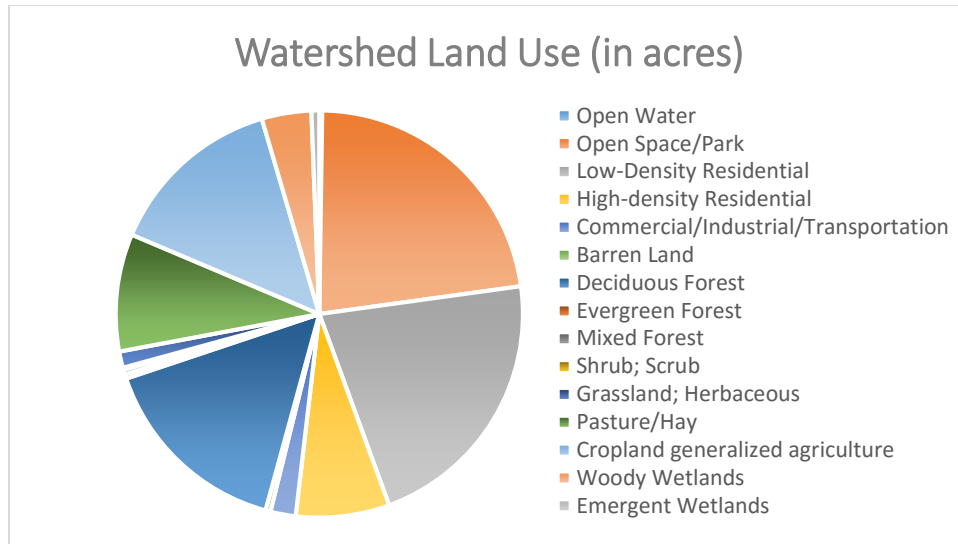 Watershed Land Use (in acres)
Open Water
Open Space/Park
Low-Density Residential
High-density Residential
Commercial/Industrial/Transportation
Barren Land
Deciduous Forest
Evergreen Forest
Mixed Forest
Shrub; Scrub
Grassland; Herbaceous
Pasture/Hay
Cropland generalized agriculture
Woody Wetlands
Emergent Wetlands